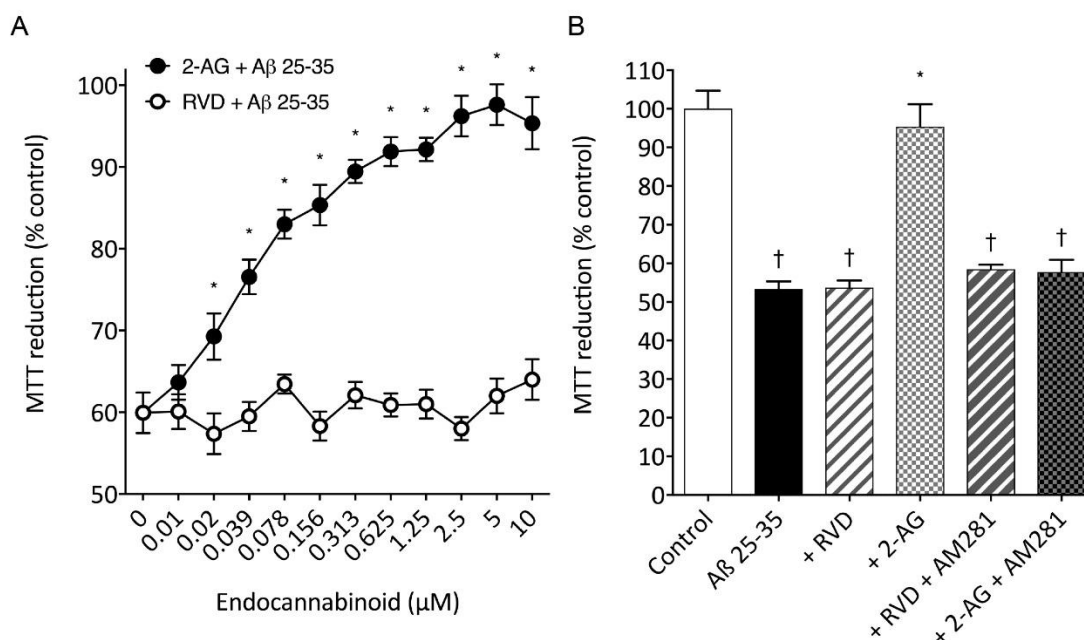 A
2-AG + Aβ 25-35
RVD + Aβ 25-35
MTT reduction (% control)
100
90
80
70
60
50
* * * * * * * * * *
0 0.01 0.02 0.039 0.078 0.156 0.313 0.625 1.25 2.5 5 10
Endocannabinoid (μM)
B
MTT reduction (% control)
110
100
90
80
70
60
50
40
30
20
10
0
† † * † †
Control Aß 25-35 + RVD + 2-AG + RVD + AM281 + 2-AG + AM281